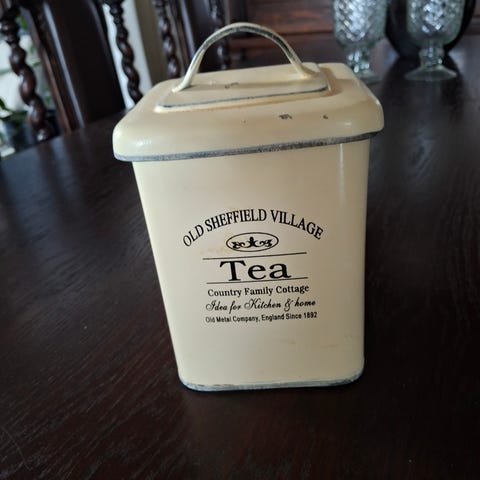 OLD SHEFFIELD VILLAGE
Tea
Country Family Cottage
Idea for Kitchen & home
Old Metal Company, England Since 1892